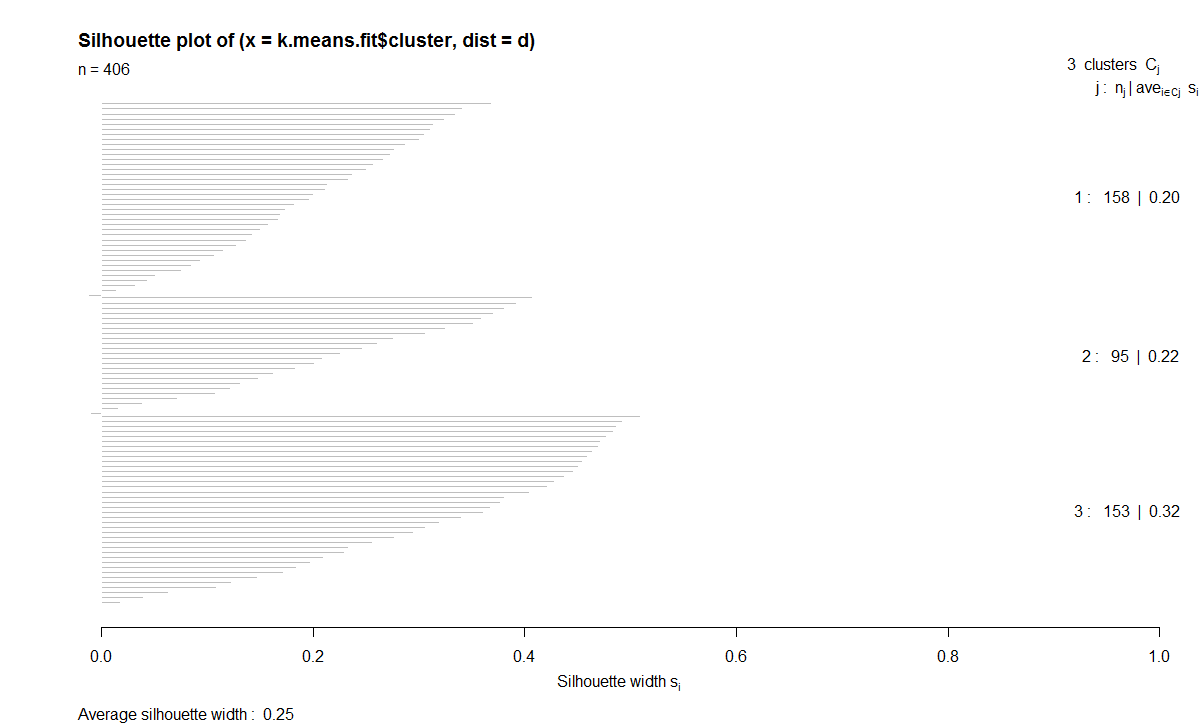 Silhouette plot of (x = k.means.fit$cluster, dist = d)
n = 406
3 clusters Cj
j : nj | avei∈Cj si
1 : 158 | 0.20
2 : 95 | 0.22
3 : 153 | 0.32
0.0 0.2 0.4 0.6 0.8 1.0
Silhouette width si
Average silhouette width : 0.25